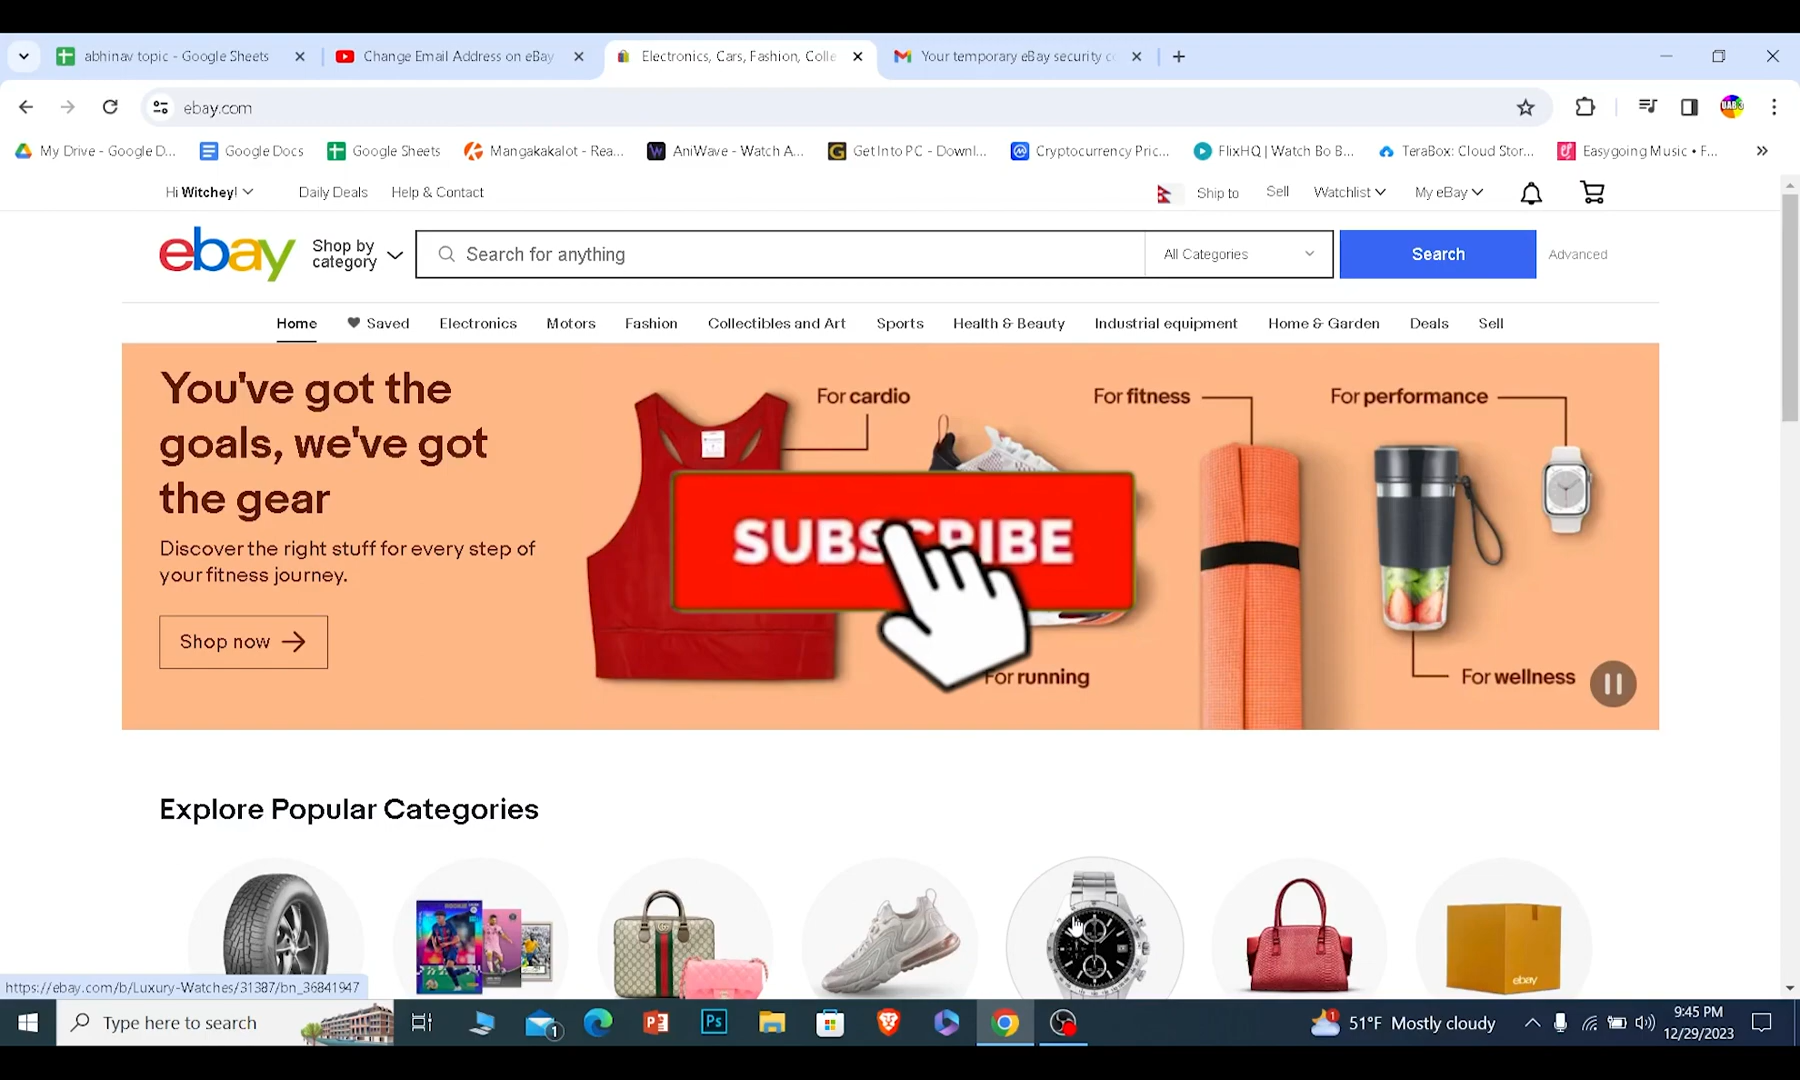 abhinav topic - Google Sheets
Change Email Address on eBay
Electronics, Cars, Fashion, Colle
Your temporary eBay security co
ebay.com
My Drive - Google D...
Google Docs
Google Sheets
Mangakakalot - Rea...
AniWave - Watch A...
Get Into PC - Downl...
Cryptocurrency Pric...
FlixHQ | Watch Bo B...
TeraBox: Cloud Stor...
Easygoing Music • F...
Hi Witchey!
Daily Deals
Help & Contact
Ship to
Sell
Watchlist
My eBay
ebay
Shop by
category
Search for anything
All Categories
Search
Advanced
Home
Saved
Electronics
Motors
Fashion
Collectibles and Art
Sports
Health & Beauty
Industrial equipment
Home & Garden
Deals
Sell
You've got the
goals, we've got
the gear
Discover the right stuff for every step of
your fitness journey.
Shop now
For cardio
For fitness
For performance
SUBSCRIBE
For running
For wellness
Explore Popular Categories
ebay
https://ebay.com/b/Luxury-Watches/31387/bn_36841947
Type here to search
1
Ps
1
51°F Mostly cloudy
9:45 PM
12/29/2023